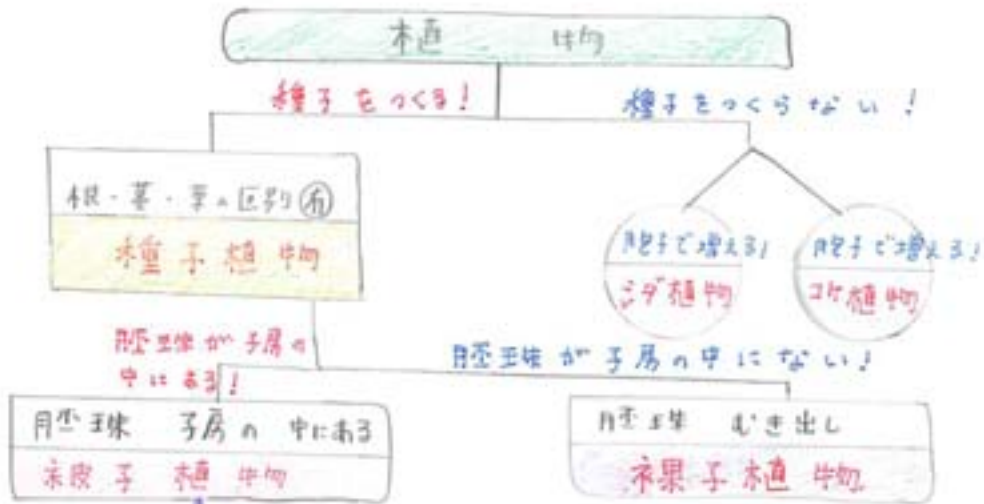 植物
種子をつくる！
種子をつくらない！
根・茎・葉の区別㊒
種子植物
胞子で増える！
シダ植物
胞子で増える！
コケ植物
胚珠が子房の
中にある！
胚珠が子房の中にない！
胚珠 子房の中にある
被子植物
胚珠 むき出し
裸子植物